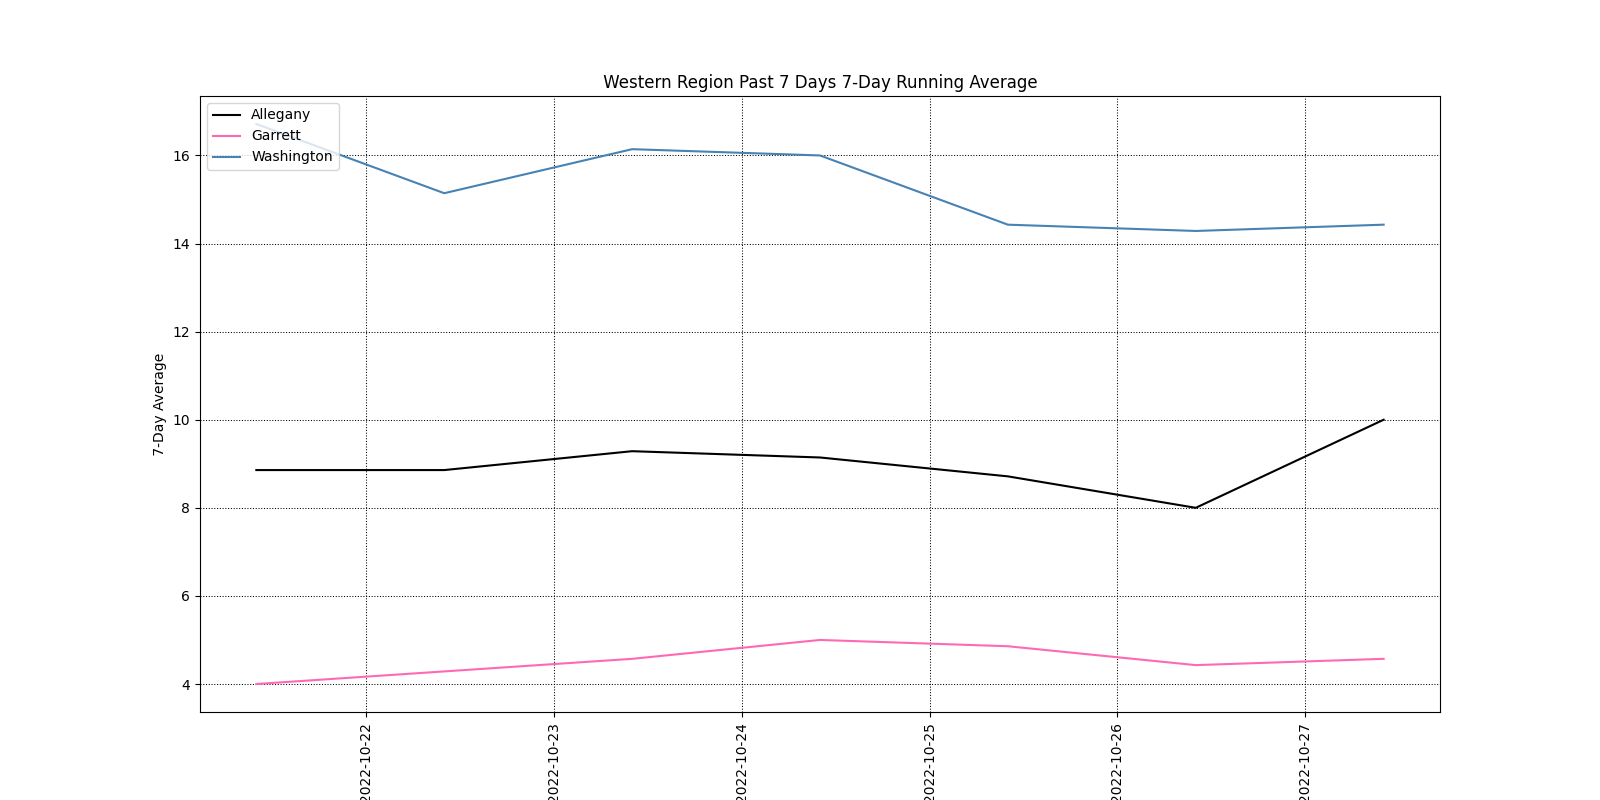 Western Region Past 7 Days 7-Day Running Average
Allegany
Garrett
Washington
7-Day Average
16
14
12
10
8
6
4
2022-10-22
2022-10-23
2022-10-24
2022-10-25
2022-10-26
2022-10-27